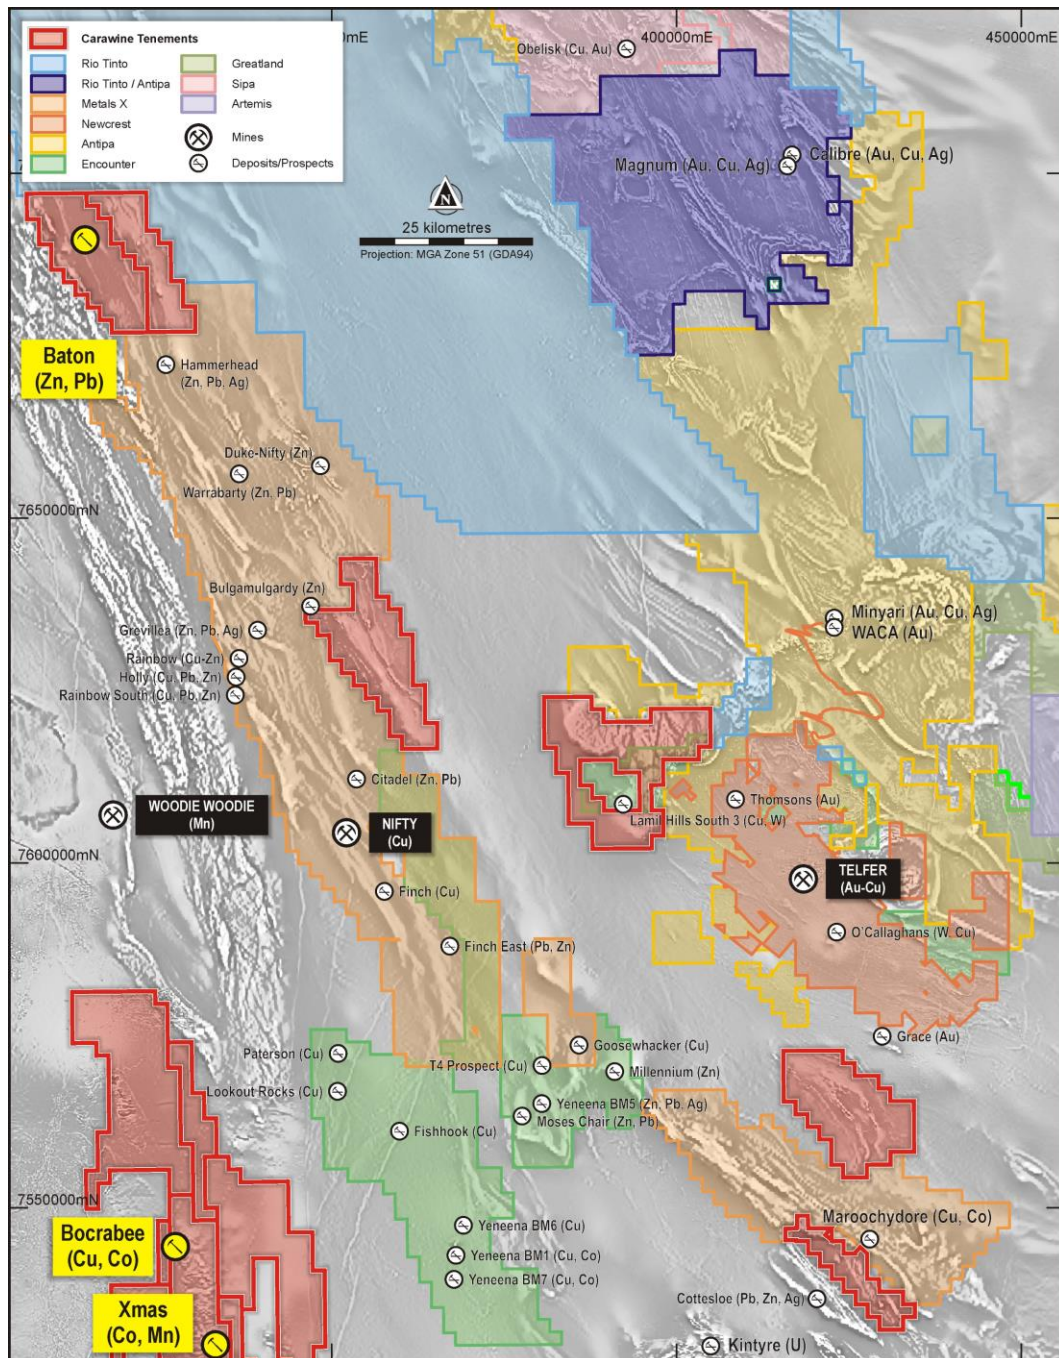 Carawine Tenements
Rio Tinto
Rio Tinto / Antipa
Metals X
Newcrest
Antipa
Encounter
Greatland
Sipa
Artemis
Mines
Deposits/Prospects
0mE
400000mE
450000mE
Obelisk (Cu, Au)
Calibre (Au, Cu, Ag)
Magnum (Au, Cu, Ag)
N
25 kilometres
Projection: MGA Zone 51 (GDA94)
Baton
(Zn, Pb)
Hammerhead
(Zn, Pb, Ag)
Duke-Nifty (Zn)
Warrabarty (Zn, Pb)
7650000mN
Bulgamulgardy (Zn)
Grevillea (Zn, Pb, Ag)
Rainbow (Cu-Zn)
Holly (Cu, Pb, Zn)
Rainbow South (Cu, Pb, Zn)
Minyari (Au, Cu, Ag)
WACA (Au)
Citadel (Zn, Pb)
WOODIE WOODIE
(Mn)
NIFTY
(Cu)
Thomsons (Au)
Lamil Hills South 3 (Cu, W)
7600000mN
TELFER
(Au-Cu)
Finch (Cu)
Finch East (Pb, Zn)
O'Callaghans (W, Cu)
Grace (Au)
Paterson (Cu)
Goosewhacker (Cu)
T4 Prospect (Cu)
Millennium (Zn)
Lookout Rocks (Cu)
Yeneena BM5 (Zn, Pb, Ag)
Moses Chair (Zn, Pb)
Fishhook (Cu)
7550000mN
Bocrabee
(Cu, Co)
Yeneena BM6 (Cu)
Yeneena BM1 (Cu, Co)
Yeneena BM7 (Cu, Co)
Maroochydore (Cu, Co)
Xmas
(Co, Mn)
Cottesloe (Pb, Zn, Ag)
Kintyre (U)